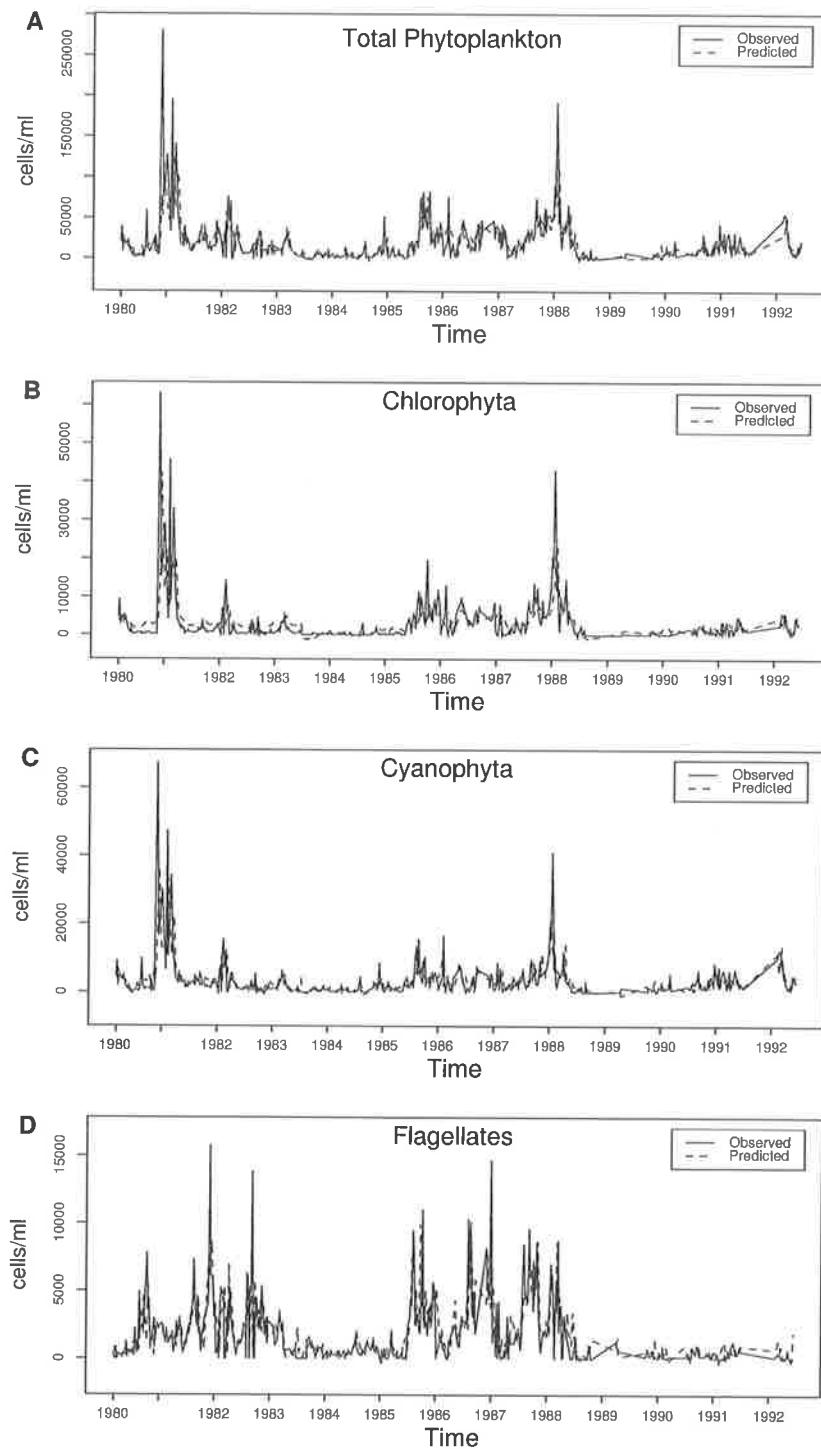 A
Total Phytoplankton
Observed
Predicted
250000
150000
50000
0
cells/ml
1980 1982 1983 1984 1985 1986 1987 1988 1989 1990 1991 1992
Time
B
Chlorophyta
Observed
Predicted
50000
30000
10000
0
cells/ml
1980 1982 1983 1984 1985 1986 1987 1988 1989 1990 1991 1992
Time
C
Cyanophyta
Observed
Predicted
60000
40000
20000
0
cells/ml
1980 1982 1983 1984 1985 1986 1987 1988 1989 1990 1991 1992
Time
D
Flagellates
Observed
Predicted
15000
10000
5000
0
cells/ml
1980 1982 1983 1984 1985 1986 1987 1988 1989 1990 1991 1992
Time